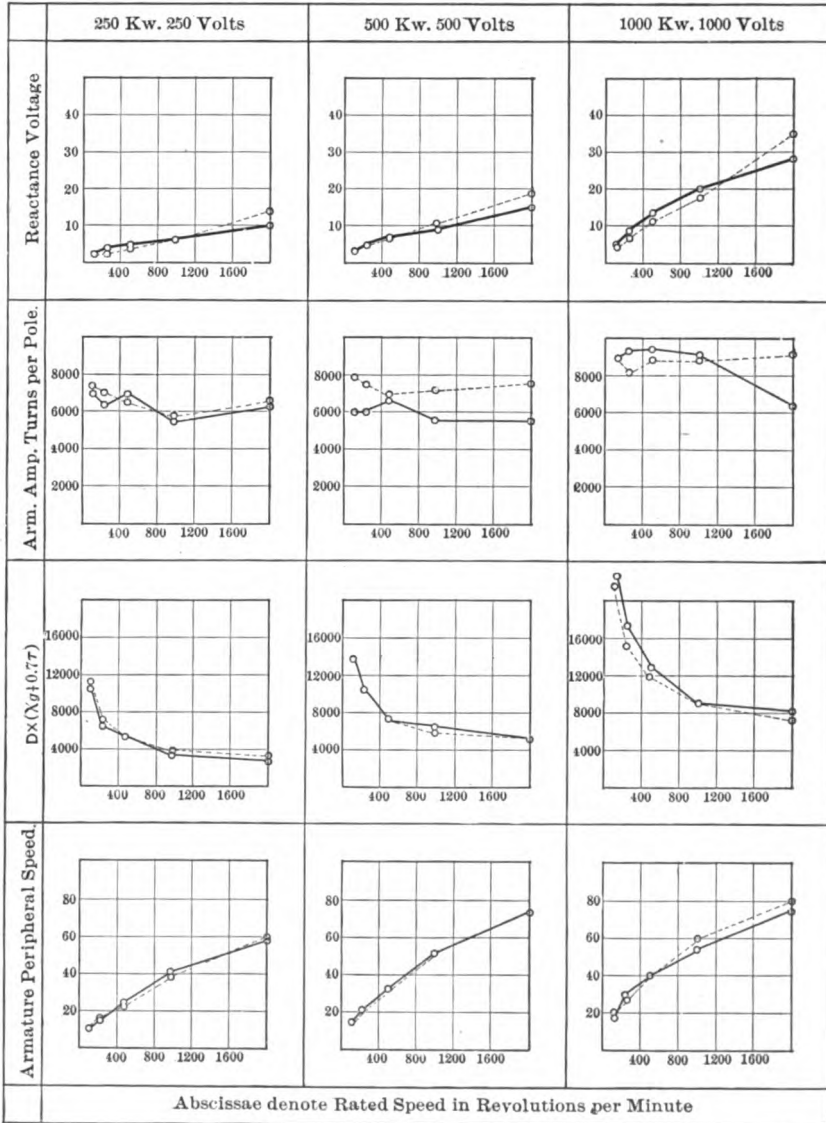 250 Kw. 250 Volts
500 Kw. 500 Volts
1000 Kw. 1000 Volts
Reactance Voltage
40
30
20
10
400 800 1200 1600
40
30
20
10
400 800 1200 1600
40
30
20
10
400 800 1200 1600
Arm. Amp. Turns per Pole.
8000
6000
4000
2000
400 800 1200 1600
8000
6000
4000
2000
400 800 1200 1600
8000
6000
4000
2000
400 800 1200 1600
D×(λg+0.7τ)
16000
12000
8000
4000
400 800 1200 1600
16000
12000
8000
4000
400 800 1200 1600
16000
12000
8000
4000
400 800 1200 1600
Armature Peripheral Speed.
80
60
40
20
400 800 1200 1600
80
60
40
20
400 800 1200 1600
80
60
40
20
400 800 1200 1600
Abscissae denote Rated Speed in Revolutions per Minute